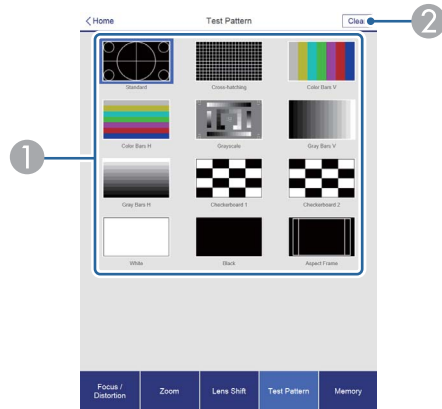 Home
Test Pattern
Clear
2
1
Standard
Cross-hatching
Color Bars V
Color Bars H
Grayscale
Gray Bars V
Gray Bars H
Checkerboard 1
Checkerboard 2
White
Black
Aspect Frame
Focus /
Distortion
Zoom
Lens Shift
Test Pattern
Memory